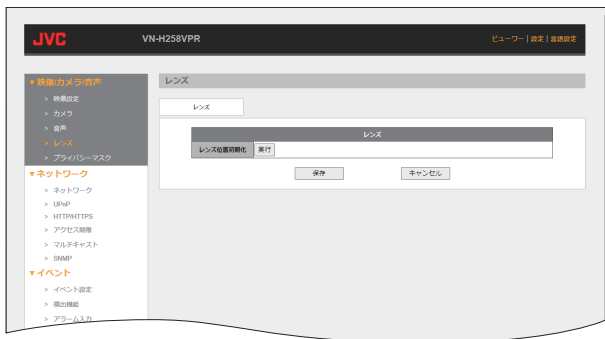 JVC
VN-H258VPR
ビューワー | 設定 | 言語設定
▼映像/カメラ/音声
> 映像設定
> カメラ
> 音声
> レンズ
> プライバシーマスク
▼ネットワーク
> ネットワーク
> UPnP
> HTTP/HTTPS
> アクセス制限
> マルチキャスト
> SNMP
▼イベント
> イベント設定
> 検出機能
> アラーム入力
レンズ
レンズ
レンズ
レンズ位置初期化 実行
保存 キャンセル